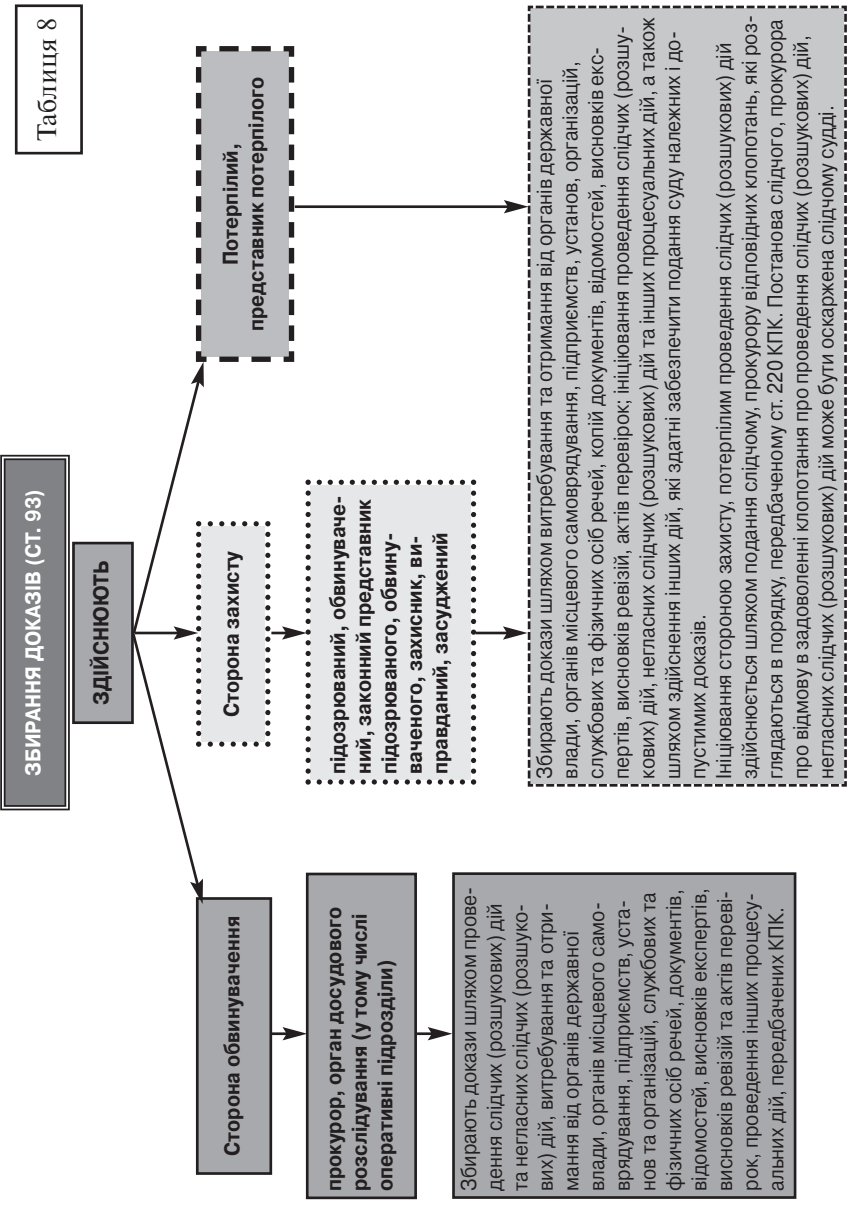 Таблиця 8
ЗБИРАННЯ ДОКАЗІВ (СТ. 93)
ЗДІЙСНЮЮТЬ
Сторона обвинувачення
прокурор, орган досудового
розслідування (у тому числі
оперативні підрозділи)
Збирають докази шляхом прове-
дення слідчих (розшукових) дій
та негласних слідчих (розшуко-
вих) дій, витребування та отри-
мання від органів державної
влади, органів місцевого само-
врядування, підприємств, уста-
нов та організацій, службових та
фізичних осіб речей, документів,
відомостей, висновків експертів,
висновків ревізій та актів переві-
рок, проведення інших процесу-
альних дій, передбачених КПК.
Сторона захисту
підозрюваний, обвинуваче-
ний, законний представник
підозрюваного, обвину-
ваченого, захисник, ви-
правданий, засуджений
Потерпілий,
представник потерпілого
Збирають докази шляхом витребування та отримання від органів державної
влади, органів місцевого самоврядування, підприємств, установ, організацій,
службових та фізичних осіб речей, копій документів, відомостей, висновків екс-
пертів, висновків ревізій, актів перевірок; ініціювання проведення слідчих (розшу-
кових) дій, негласних слідчих (розшукових) дій та інших процесуальних дій, а також
шляхом здійснення інших дій, які здатні забезпечити подання суду належних і до-
пустимих доказів.
Ініціювання стороною захисту, потерпілим проведення слідчих (розшукових) дій
здійснюється шляхом подання слідчому, прокурору відповідних клопотань, які роз-
глядаються в порядку, передбаченому ст. 220 КПК. Постанова слідчого, прокурора
про відмову в задоволенні клопотання про проведення слідчих (розшукових) дій,
негласних слідчих (розшукових) дій може бути оскаржена слідчому судді.